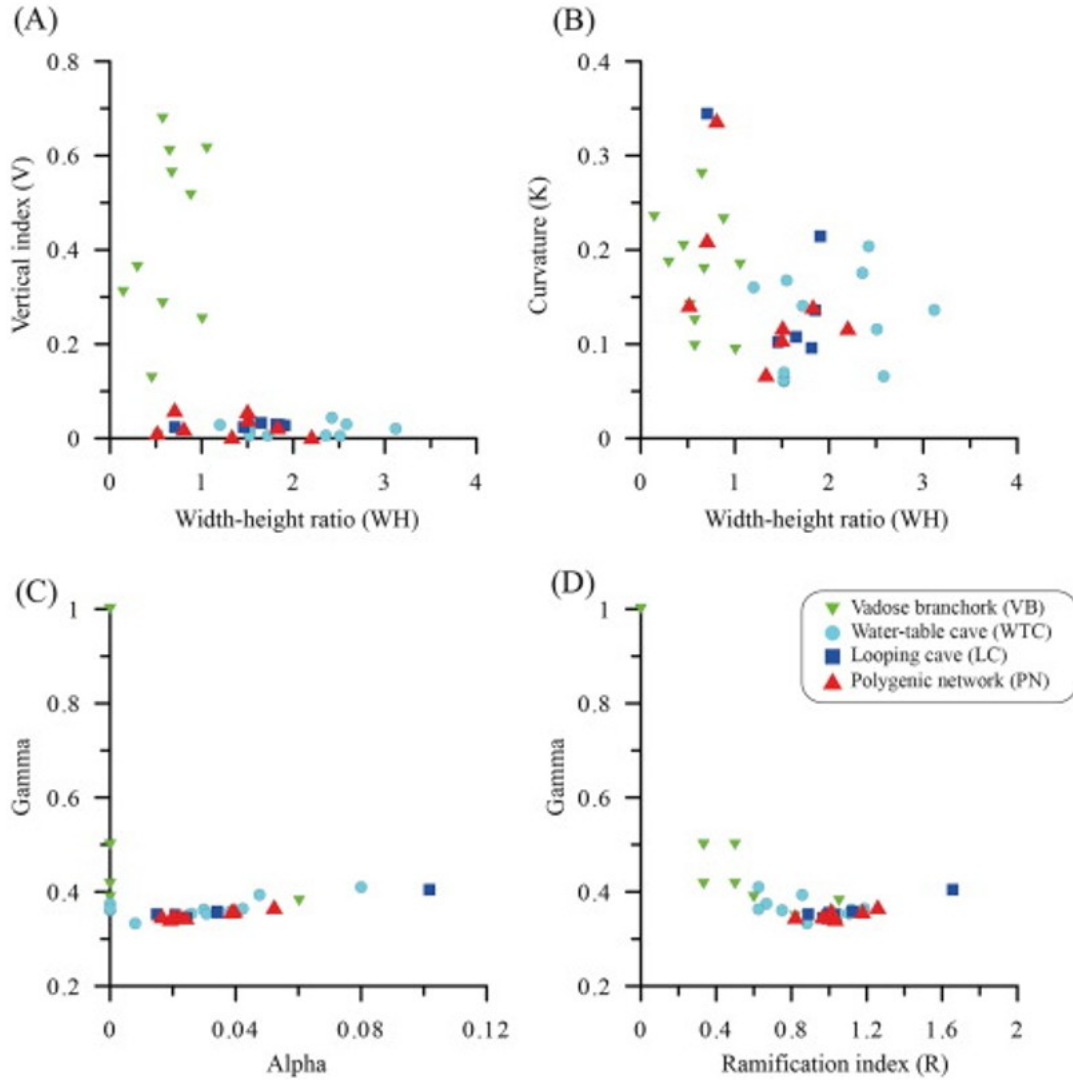 (A)
0.8
0.6
0.4
0.2
0
Vertical index (V)
0 1 2 3 4
Width-height ratio (WH)
(B)
0.4
0.3
0.2
0.1
0
Curvature (K)
0 1 2 3 4
Width-height ratio (WH)
(C)
1
0.8
0.6
0.4
0.2
Gamma
0 0.04 0.08 0.12
Alpha
(D)
1
0.8
0.6
0.4
0.2
Gamma
0 0.4 0.8 1.2 1.6 2
Ramification index (R)
Vadose branchork (VB)
Water-table cave (WTC)
Looping cave (LC)
Polygenic network (PN)